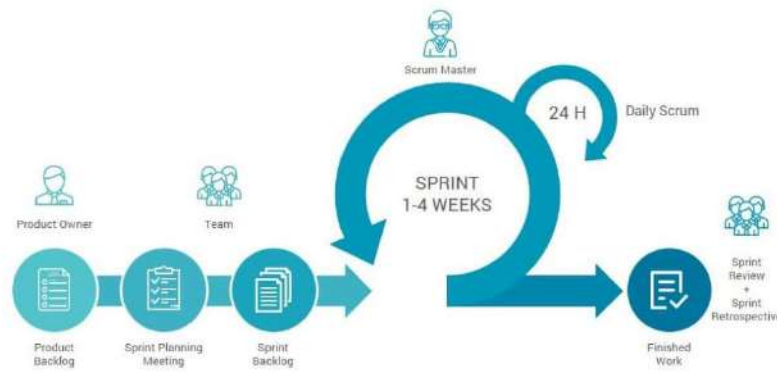 Scrum Master
24 H
Daily Scrum
SPRINT
1-4 WEEKS
Product Owner
Team
Sprint
Review
+
Sprint
Retrospective
Product
Backlog
Sprint Planning
Meeting
Sprint
Backlog
Finished
Work